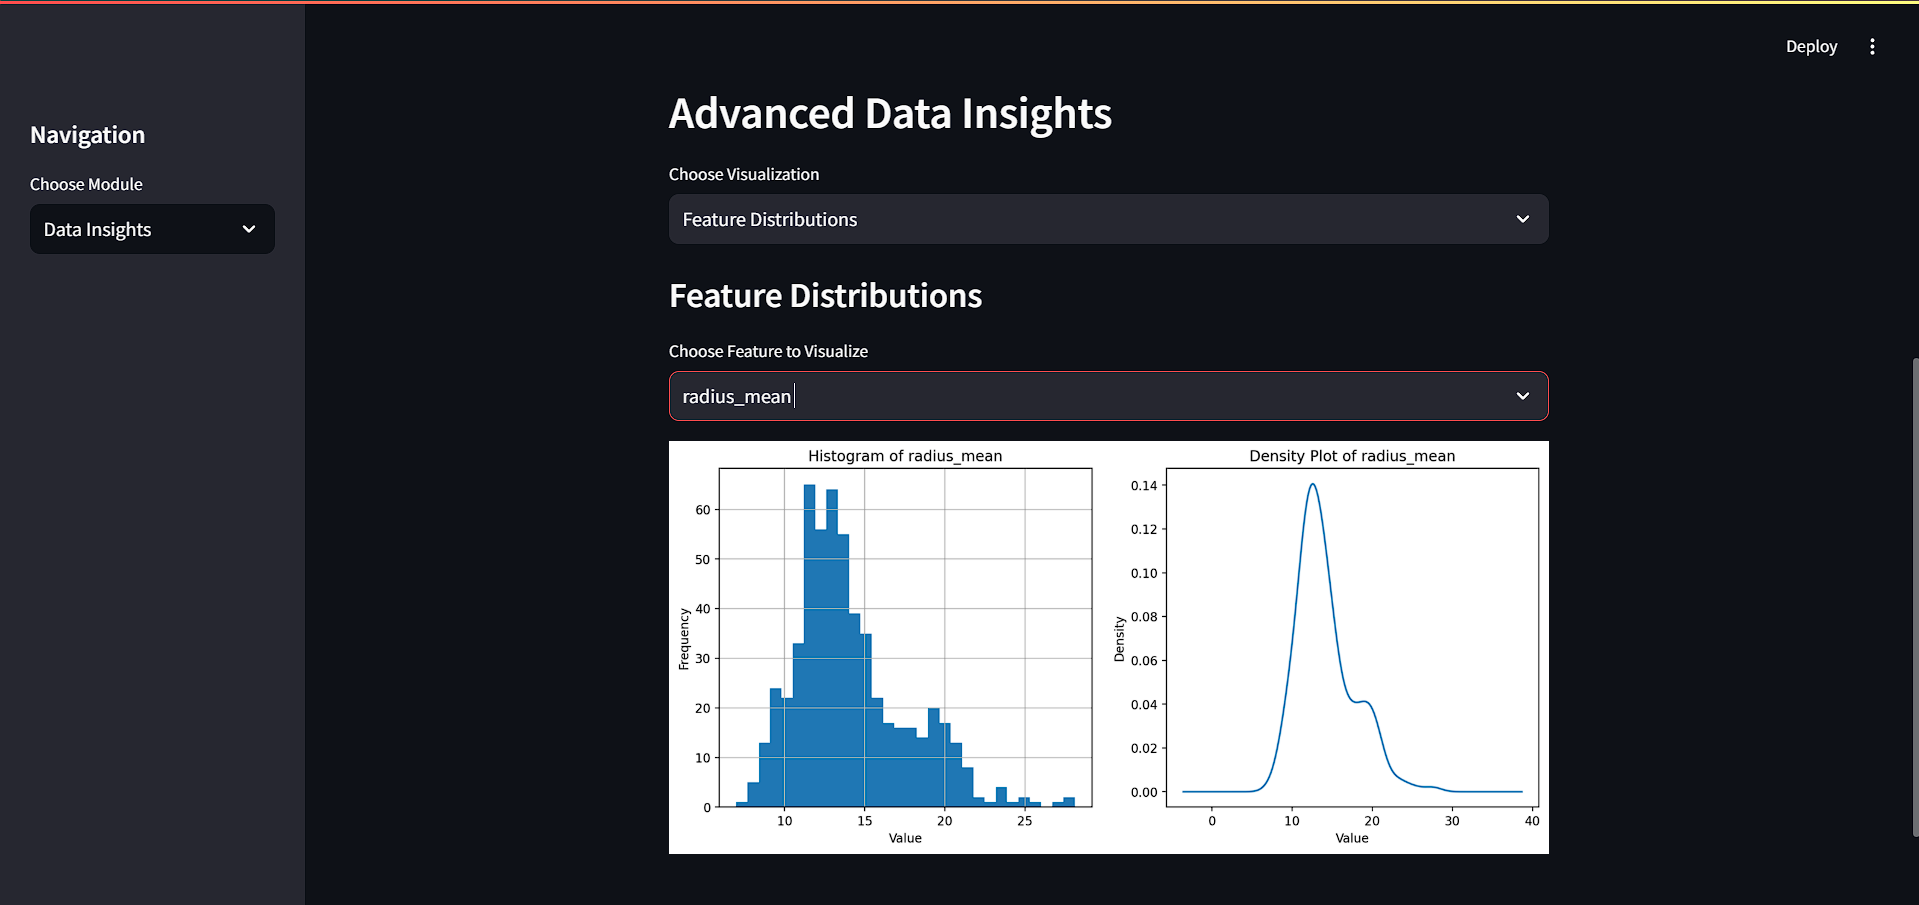 Deploy
Navigation
Choose Module
Data Insights
Advanced Data Insights
Choose Visualization
Feature Distributions
Feature Distributions
Choose Feature to Visualize
radius_mean
Histogram of radius_mean
Frequency
60
50
40
30
20
10
0
10 15 20 25
Value
Density Plot of radius_mean
Density
0.14
0.12
0.10
0.08
0.06
0.04
0.02
0.00
0 10 20 30 40
Value